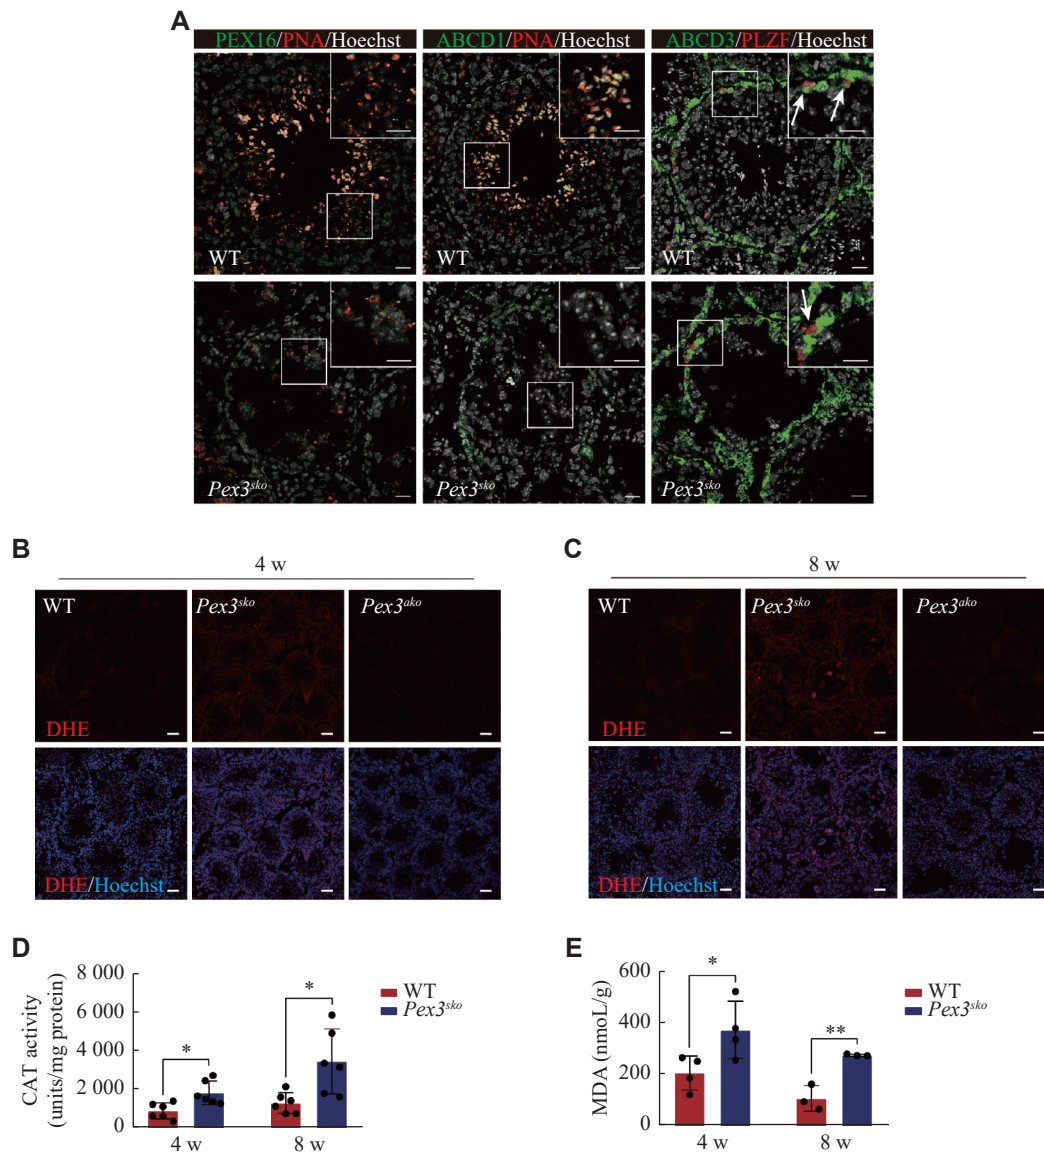 A
PEX16/PNA/Hoechst
ABCD1/PNA/Hoechst
ABCD3/PLZF/Hoechst
WT
WT
WT
Pex3sko
Pex3sko
Pex3sko
B
4 w
WT
Pex3sko
Pex3ako
DHE
DHE/Hoechst
C
8 w
WT
Pex3sko
Pex3ako
DHE
DHE/Hoechst
D
CAT activity
(units/mg protein)
8 000
6 000
4 000
2 000
0
*
*
4 w
8 w
WT
Pex3sko
E
MDA (nmoL/g)
600
400
200
0
*
**
4 w
8 w
WT
Pex3sko